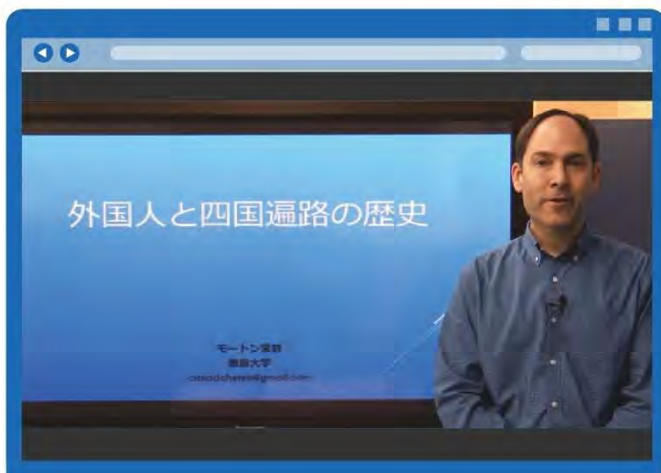 外国人と四国遍路の歴史
モートン常慈
徳島大学